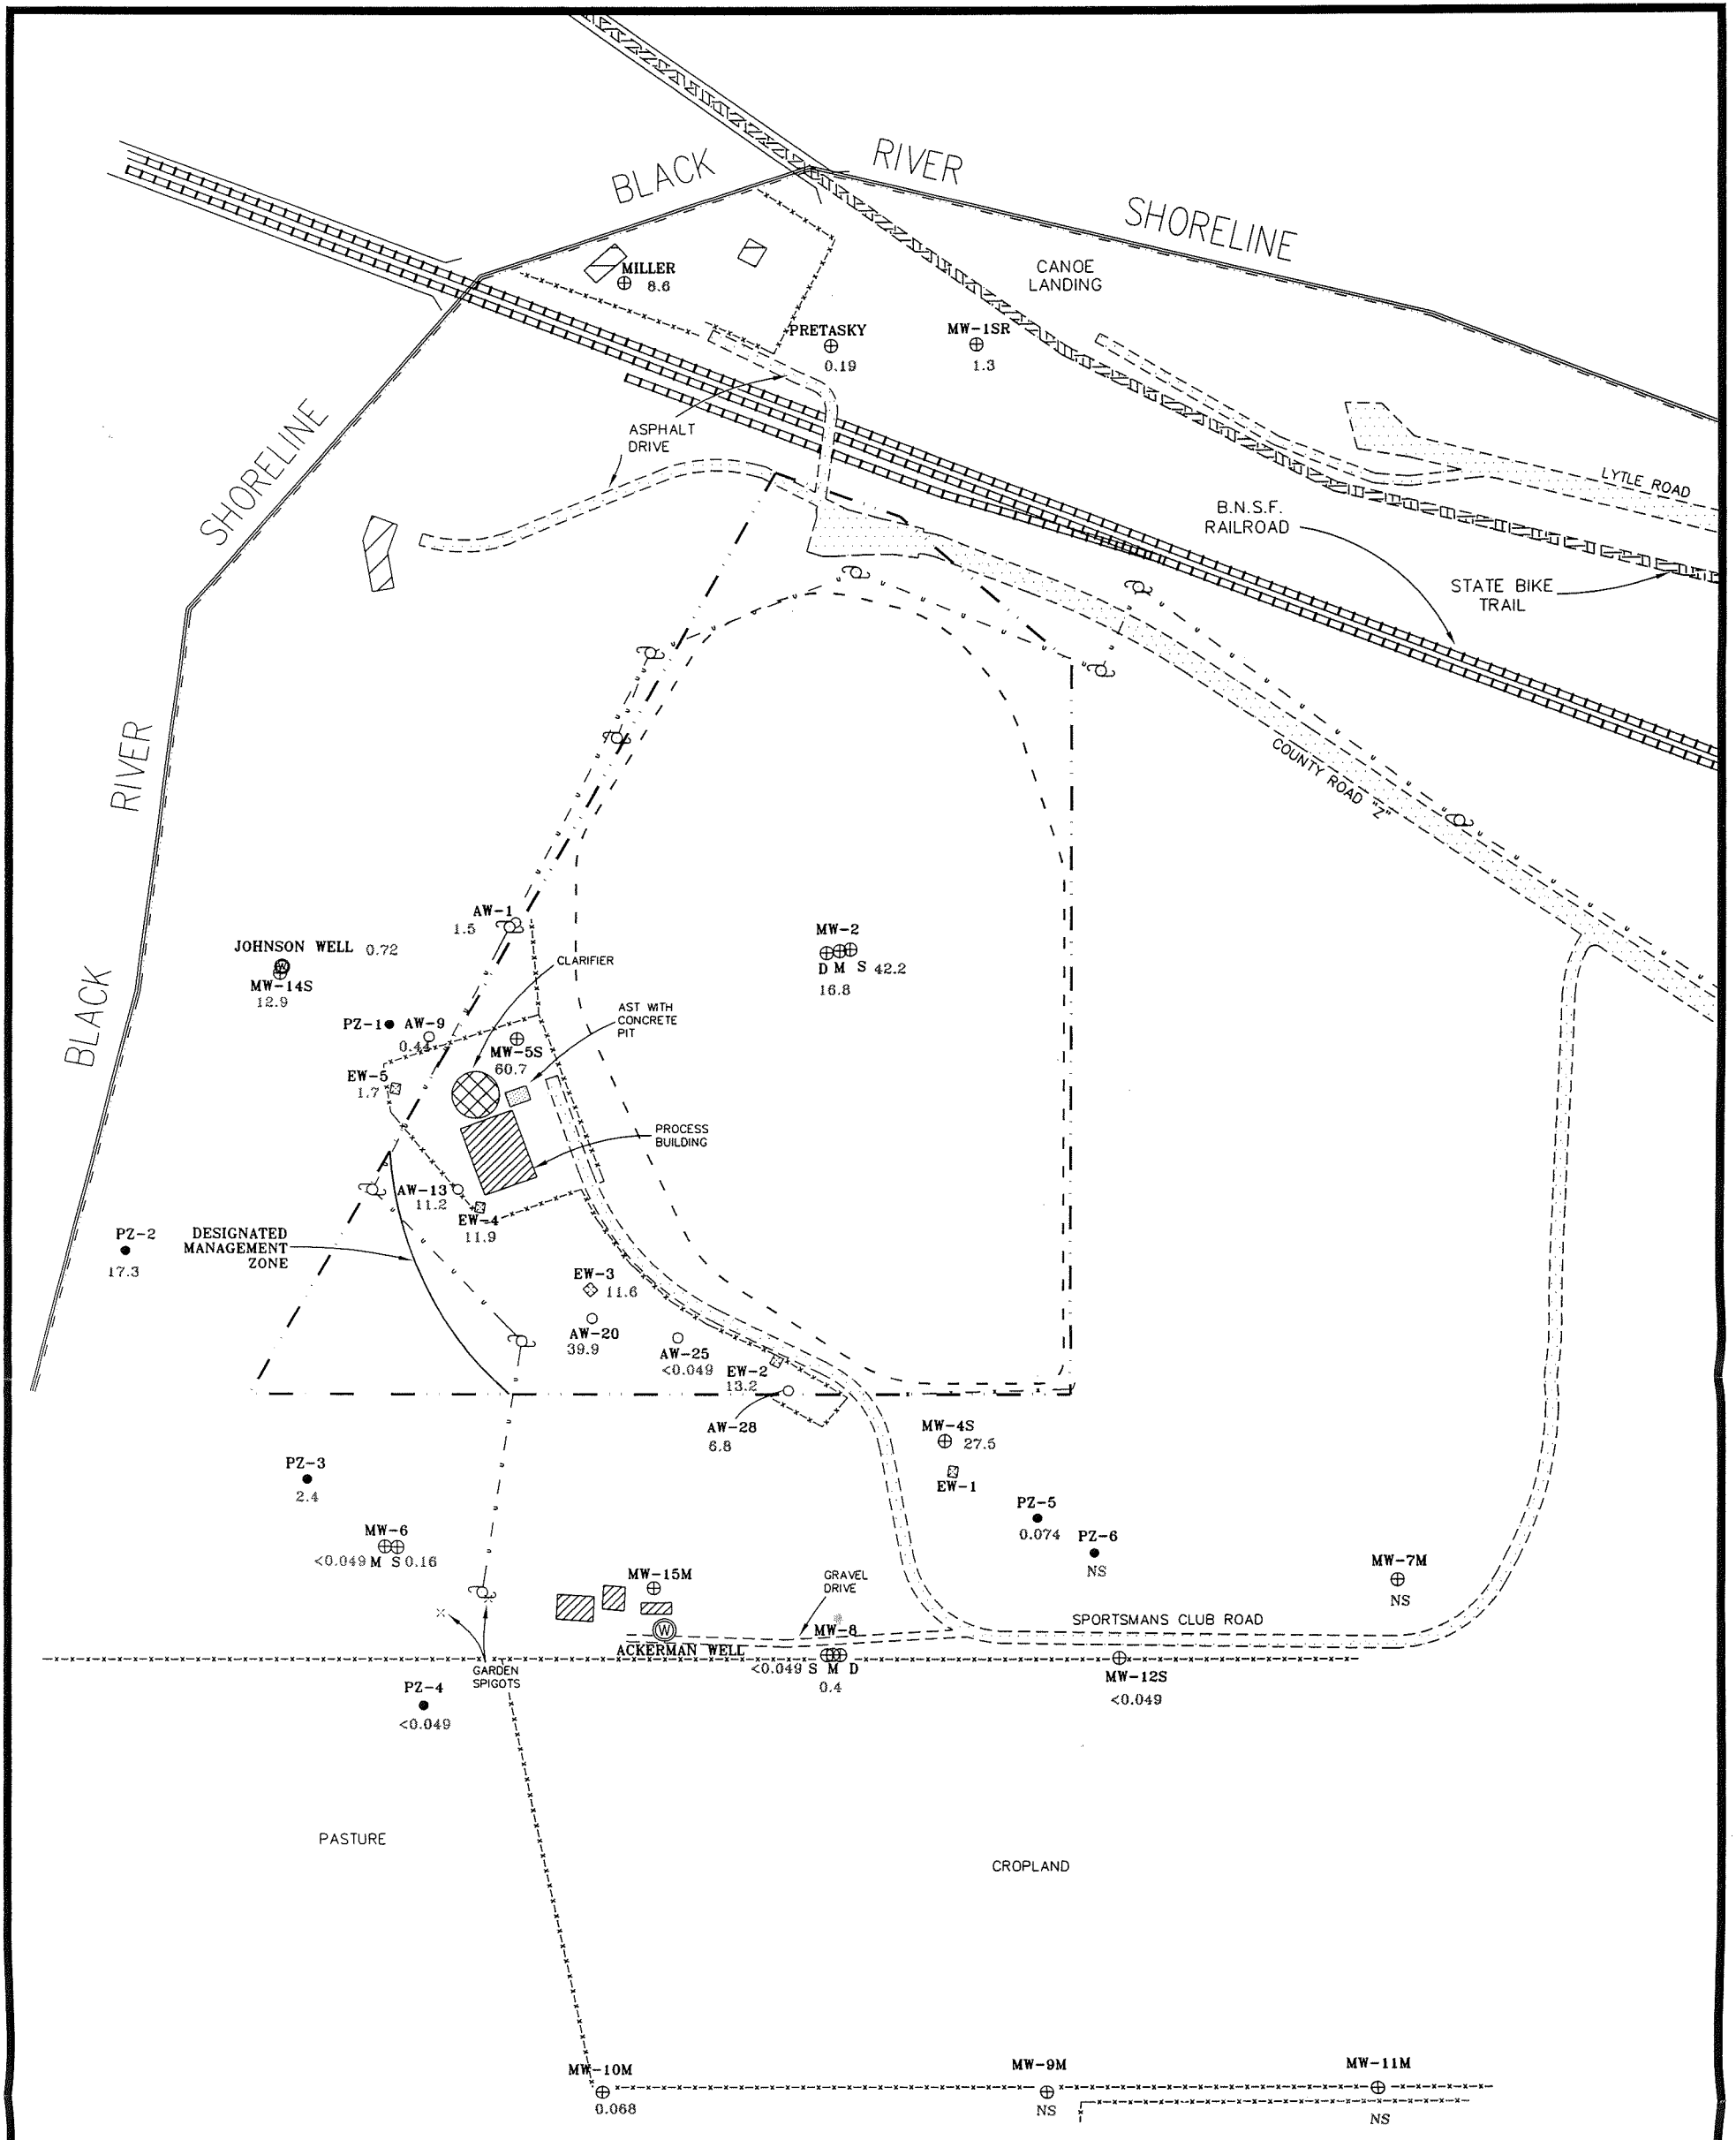 BLACK
RIVER
SHORELINE
CANOE
LANDING
MILLER
8.6
PRETASKY
0.19
MW-1SR
1.3
ASPHALT
DRIVE
LYTLE ROAD
B.N.S.F.
RAILROAD
STATE BIKE
TRAIL
SHORELINE
RIVER
BLACK
COUNTY ROAD "Z"
AW-1
1.5
JOHNSON WELL 0.72
W
MW-14S
12.9
CLARIFIER
MW-2
D M S 42.2
16.8
AST WITH
CONCRETE
PIT
PZ-1
AW-9
0.44
MW-5S
60.7
EW-5
1.7
PROCESS
BUILDING
AW-13
11.2
EW-4
11.9
PZ-2
17.3
DESIGNATED
MANAGEMENT
ZONE
EW-3
11.6
AW-20
39.9
AW-25
<0.049
EW-2
13.2
AW-28
6.8
MW-4S
27.5
EW-1
PZ-3
2.4
PZ-5
0.074
PZ-6
NS
MW-6
<0.049 M S 0.16
MW-15M
GRAVEL
DRIVE
MW-7M
NS
SPORTSMANS CLUB ROAD
W
ACKERMAN WELL
MW-8
<0.049 S M D
0.4
MW-12S
<0.049
GARDEN
SPIGOTS
PZ-4
<0.049
PASTURE
CROPLAND
MW-10M
0.068
MW-9M
NS
MW-11M
NS